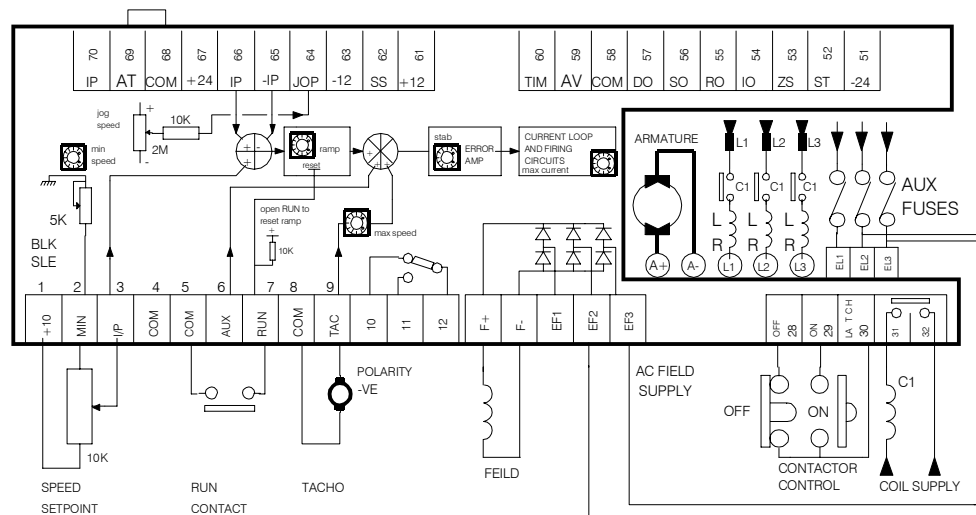 70 69 68 67 66 65 64 63 62 61
IP AT COM +24 IP -IP JOP -12 SS +12
60 59 58 57 56 55 54 53 52 51
TIM AV COM DO SO RO IO ZS ST -24
jog
speed
+
-
10K
2M
min
speed
5K
BLK
SLE
+ -
+
+
ramp
reset
+ + - +
stab
ERROR
AMP
CURRENT LOOP
AND FIRING
CIRCUITS
max current
open RUN to
reset ramp
+
10K
max speed
ARMATURE
A+ A-
L1 L2 L3
C1 C1 C1
L L L
R R R
L1 L2 L3
AUX
FUSES
EL1 EL2 EL3
1 2 3 4 5 6 7 8 9
+10 MIN I/P COM COM AUX RUN COM TAC 10 11 12
F+ F- EF1 EF2 EF3
OFF 28 ON 29 LA T CH 30 31 32
10K
SPEED
SETPOINT
RUN
CONTACT
POLARITY
-VE
TACHO
FEILD
AC FIELD
SUPPLY
OFF
ON
CONTACTOR
CONTROL
C1
COIL SUPPLY